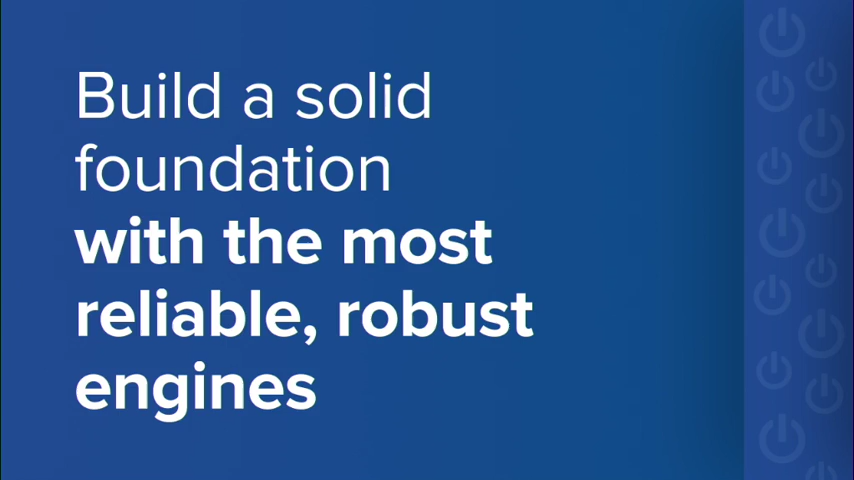 Build a solid
foundation
with the most
reliable, robust
engines